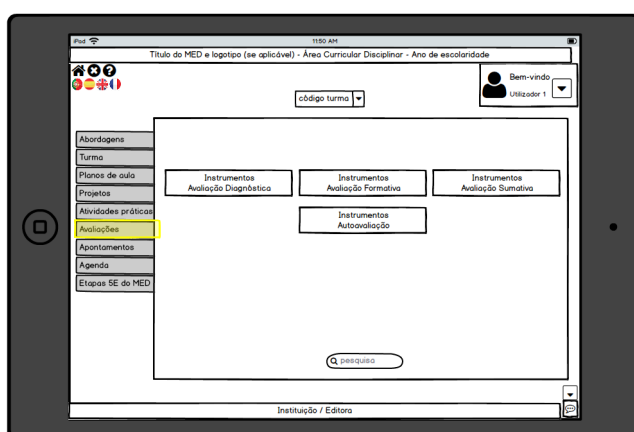 iPod
11:50 AM
Título do MED e logotipo (se aplicável) - Área Curricular Disciplinar - Ano de escolaridade
Bem-vindo
Utilizador 1
código turma
Abordagens
Turma
Planos de aula
Projetos
Atividades práticas
Avaliações
Apontamentos
Agenda
Etapas 5E do MED
Instrumentos
Avaliação Diagnóstica
Instrumentos
Avaliação Formativa
Instrumentos
Avaliação Sumativa
Instrumentos
Autoavaliação
pesquisa
Instituição / Editora